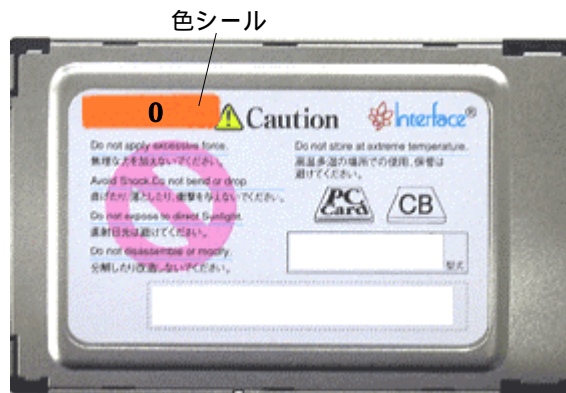 色シール
0
Caution
Interface®
Do not apply excessive force.
無理な力を加えないでください。
Avoid Shock.Do not bend or drop
曲げたり、落としたり、衝撃を与えないでください。
Do not expose to direct Sunlight.
直射日光は避けてください。
Do not disassemble or modify.
分解したり改造しないでください。
Do not store at extreme temperature.
高温多湿の場所での使用、保管は
避けてください。
PC Card
CB
型式